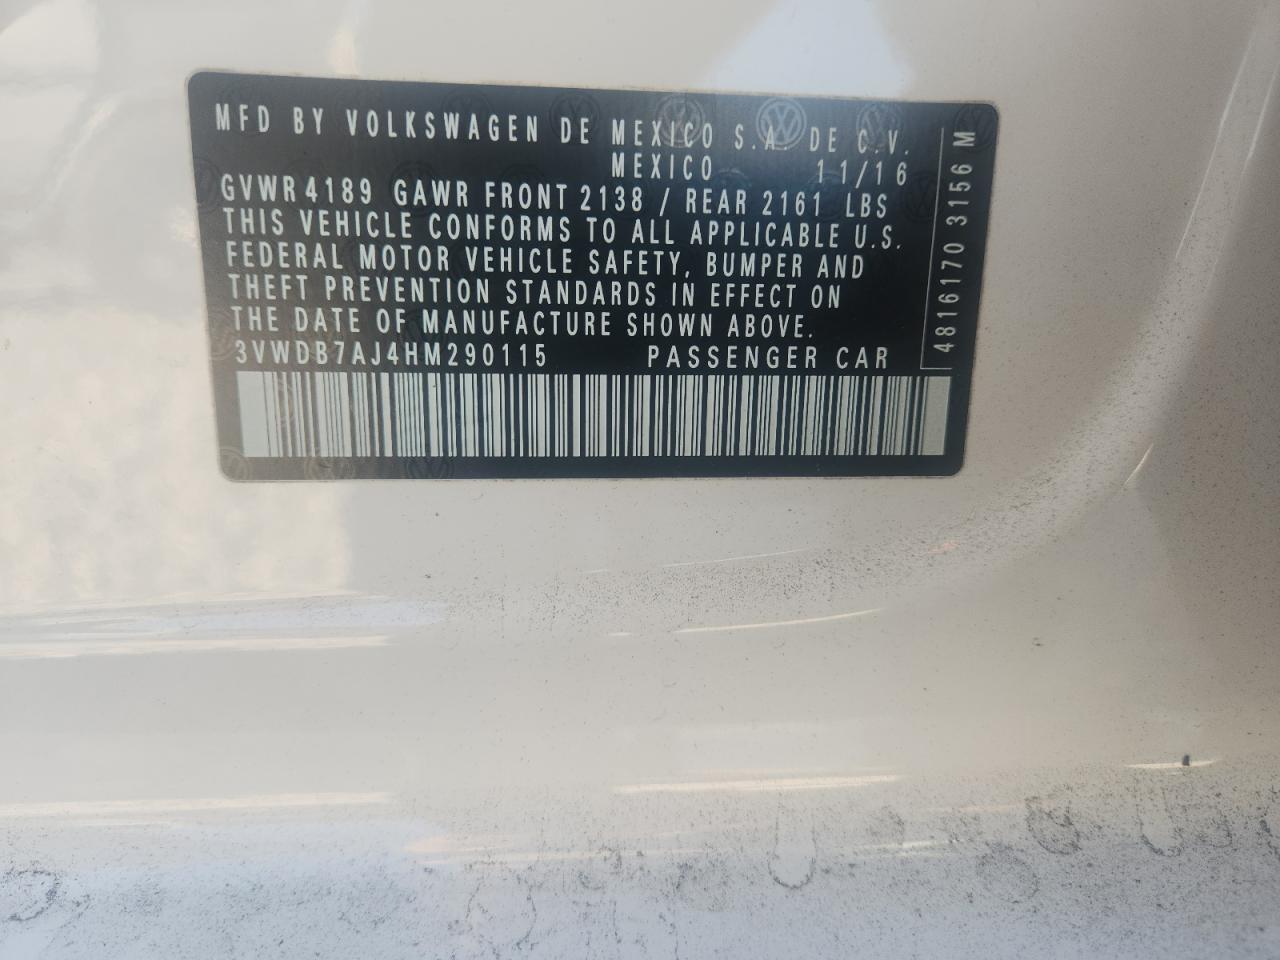 MFD BY VOLKSWAGEN DE MEXICO S.A. DE C.V.
MEXICO 11/16
GVWR 4189 GAWR FRONT 2138 / REAR 2161 LBS
THIS VEHICLE CONFORMS TO ALL APPLICABLE U.S.
FEDERAL MOTOR VEHICLE SAFETY, BUMPER AND
THEFT PREVENTION STANDARDS IN EFFECT ON
THE DATE OF MANUFACTURE SHOWN ABOVE.
3VWDB7AJ4HM290115 PASSENGER CAR
4816170 3156 M